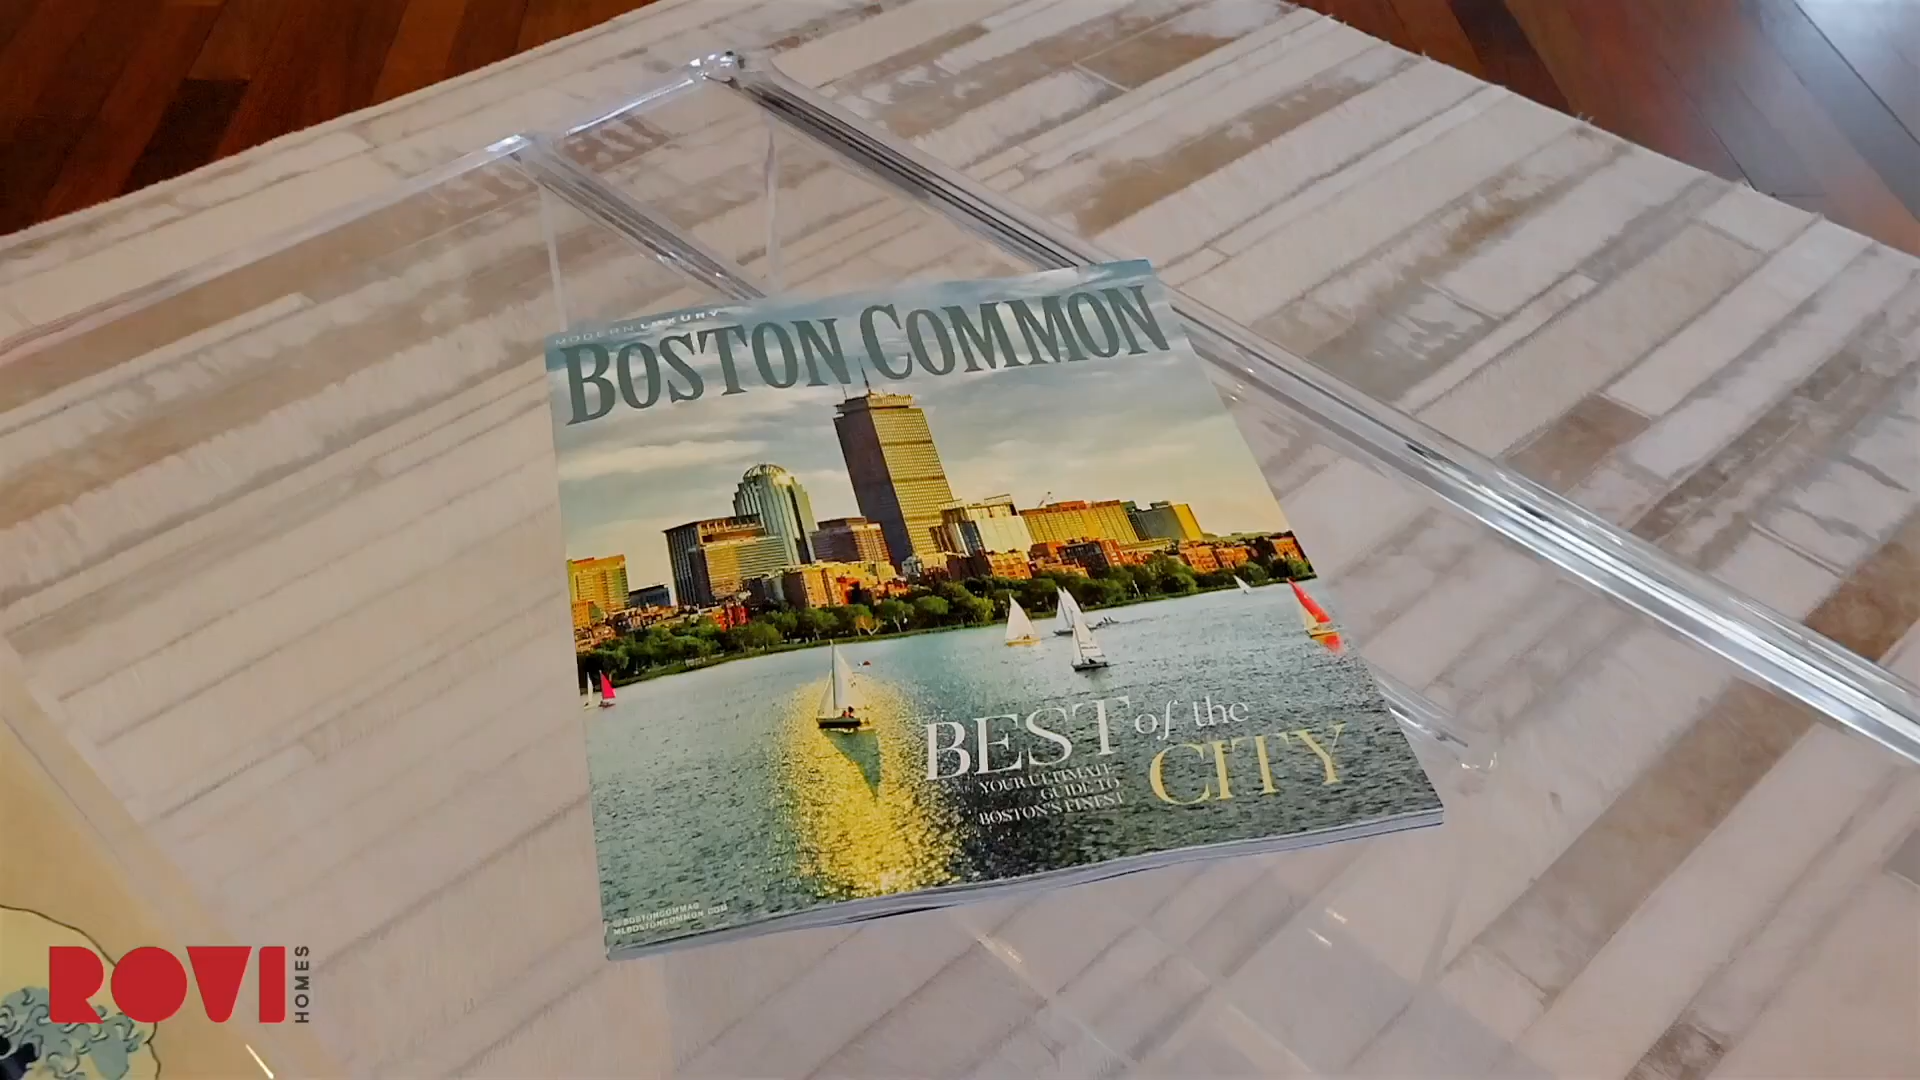 MODERN LUXURY
BOSTON COMMON
BEST of the
CITY
YOUR ULTIMATE
GUIDE TO
BOSTON'S FINEST
@BOSTONCOMMAG
MLBOSTONCOMMON.COM
ROVI
HOMES